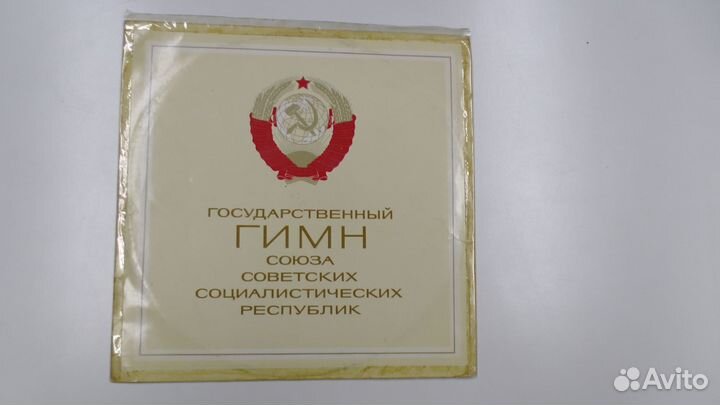 ГОСУДАРСТВЕННЫЙ
ГИМН
СОЮЗА
СОВЕТСКИХ
СОЦИАЛИСТИЧЕСКИХ
РЕСПУБЛИК
Avito